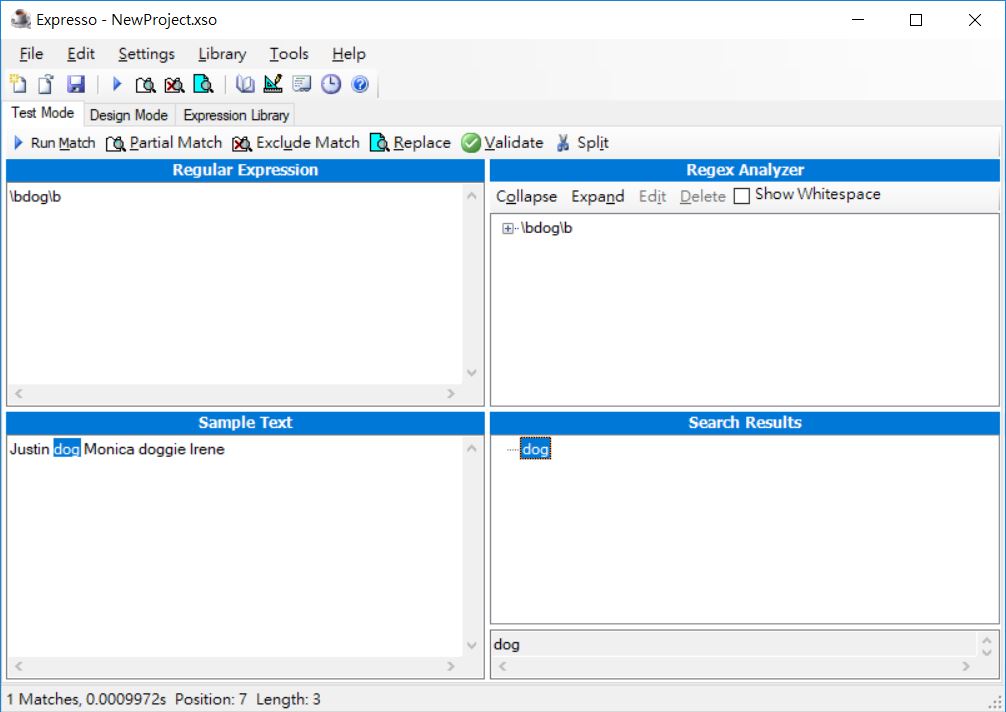 Expresso - NewProject.xso
File Edit Settings Library Tools Help
Test Mode Design Mode Expression Library
Run Match Partial Match Exclude Match Replace Validate Split
Regular Expression
\bdog\b
Regex Analyzer
Collapse Expand Edit Delete Show Whitespace
\bdog\b
Sample Text
Justin dog Monica doggie Irene
Search Results
dog
dog
1 Matches, 0.0009972s Position: 7 Length: 3